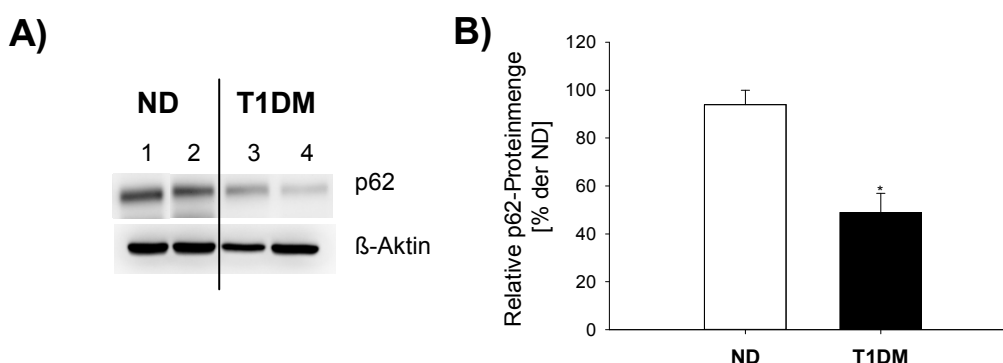 A)
ND T1DM
1 2 3 4
p62
ß-Aktin
B)
Relative p62-Proteinmenge
[% der ND]
120
100
80
60
40
20
0
*
ND T1DM